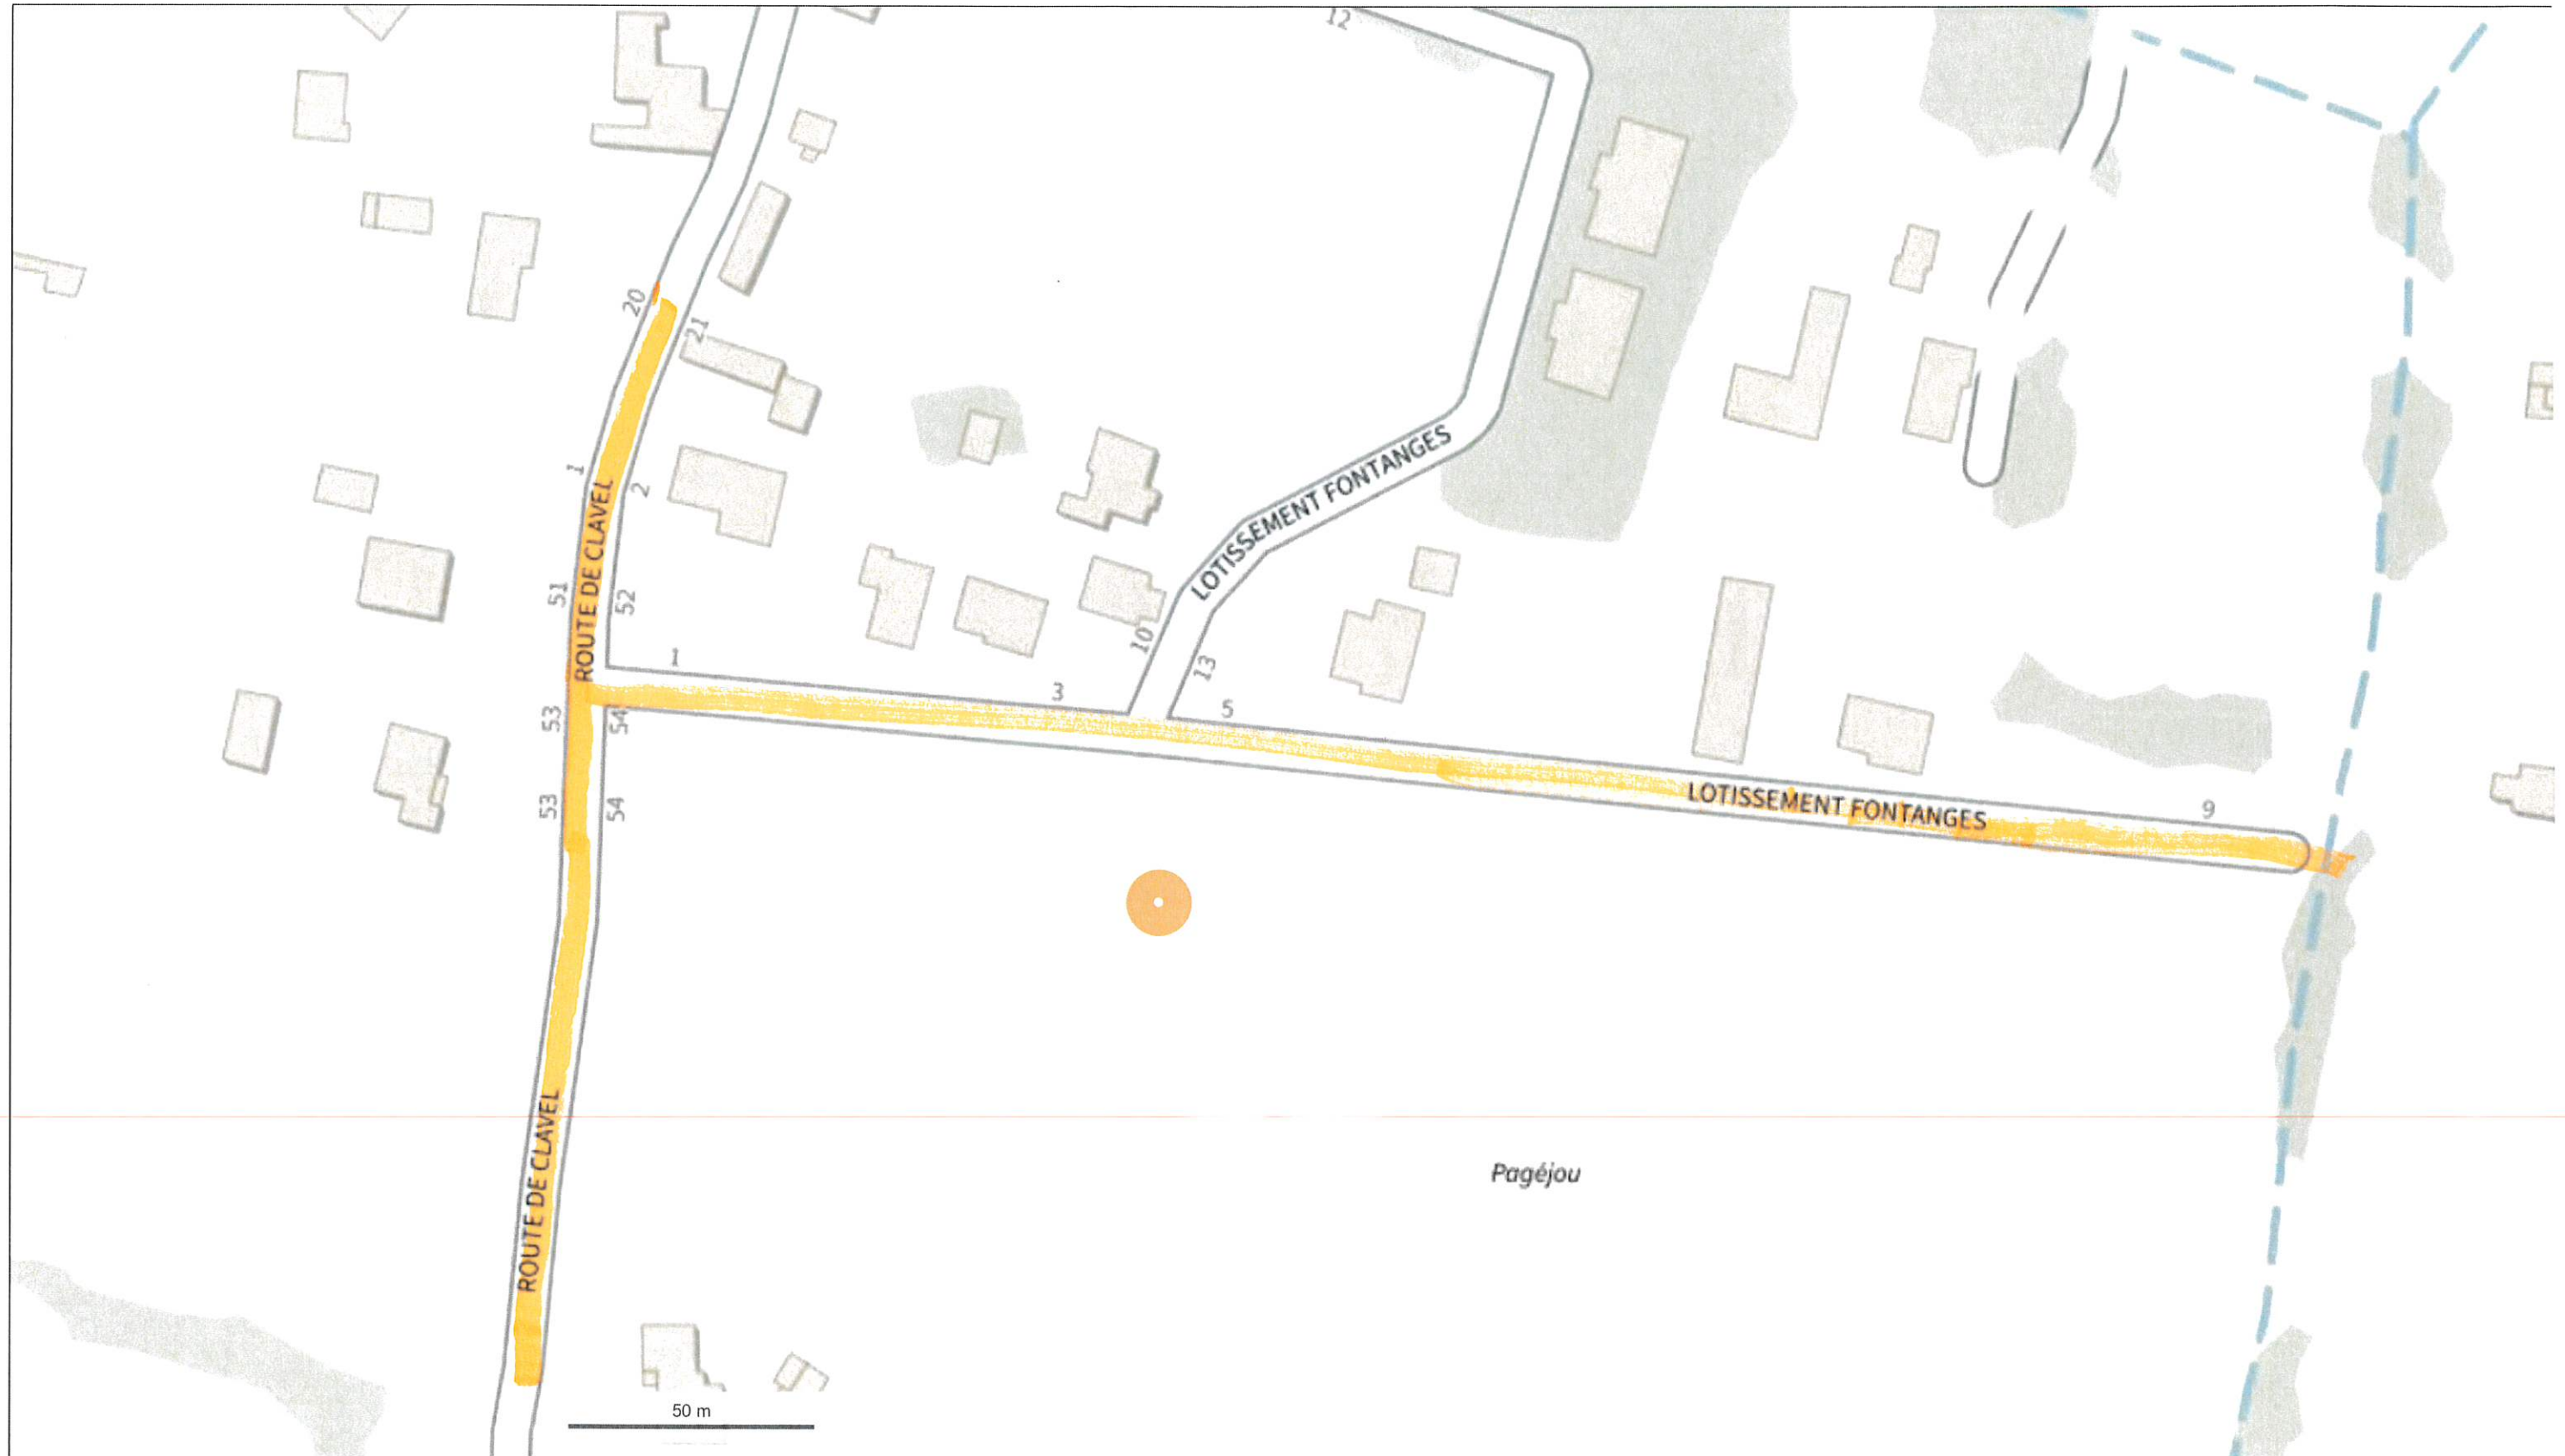 12
20
21
1
2
LOTISSEMENT FONTANGES
ROUTE DE CLAVEL
51
52
10
13
1
3
5
53
54
LOTISSEMENT FONTANGES
9
53
54
ROUTE DE CLAVEL
Pagéjou
50 m